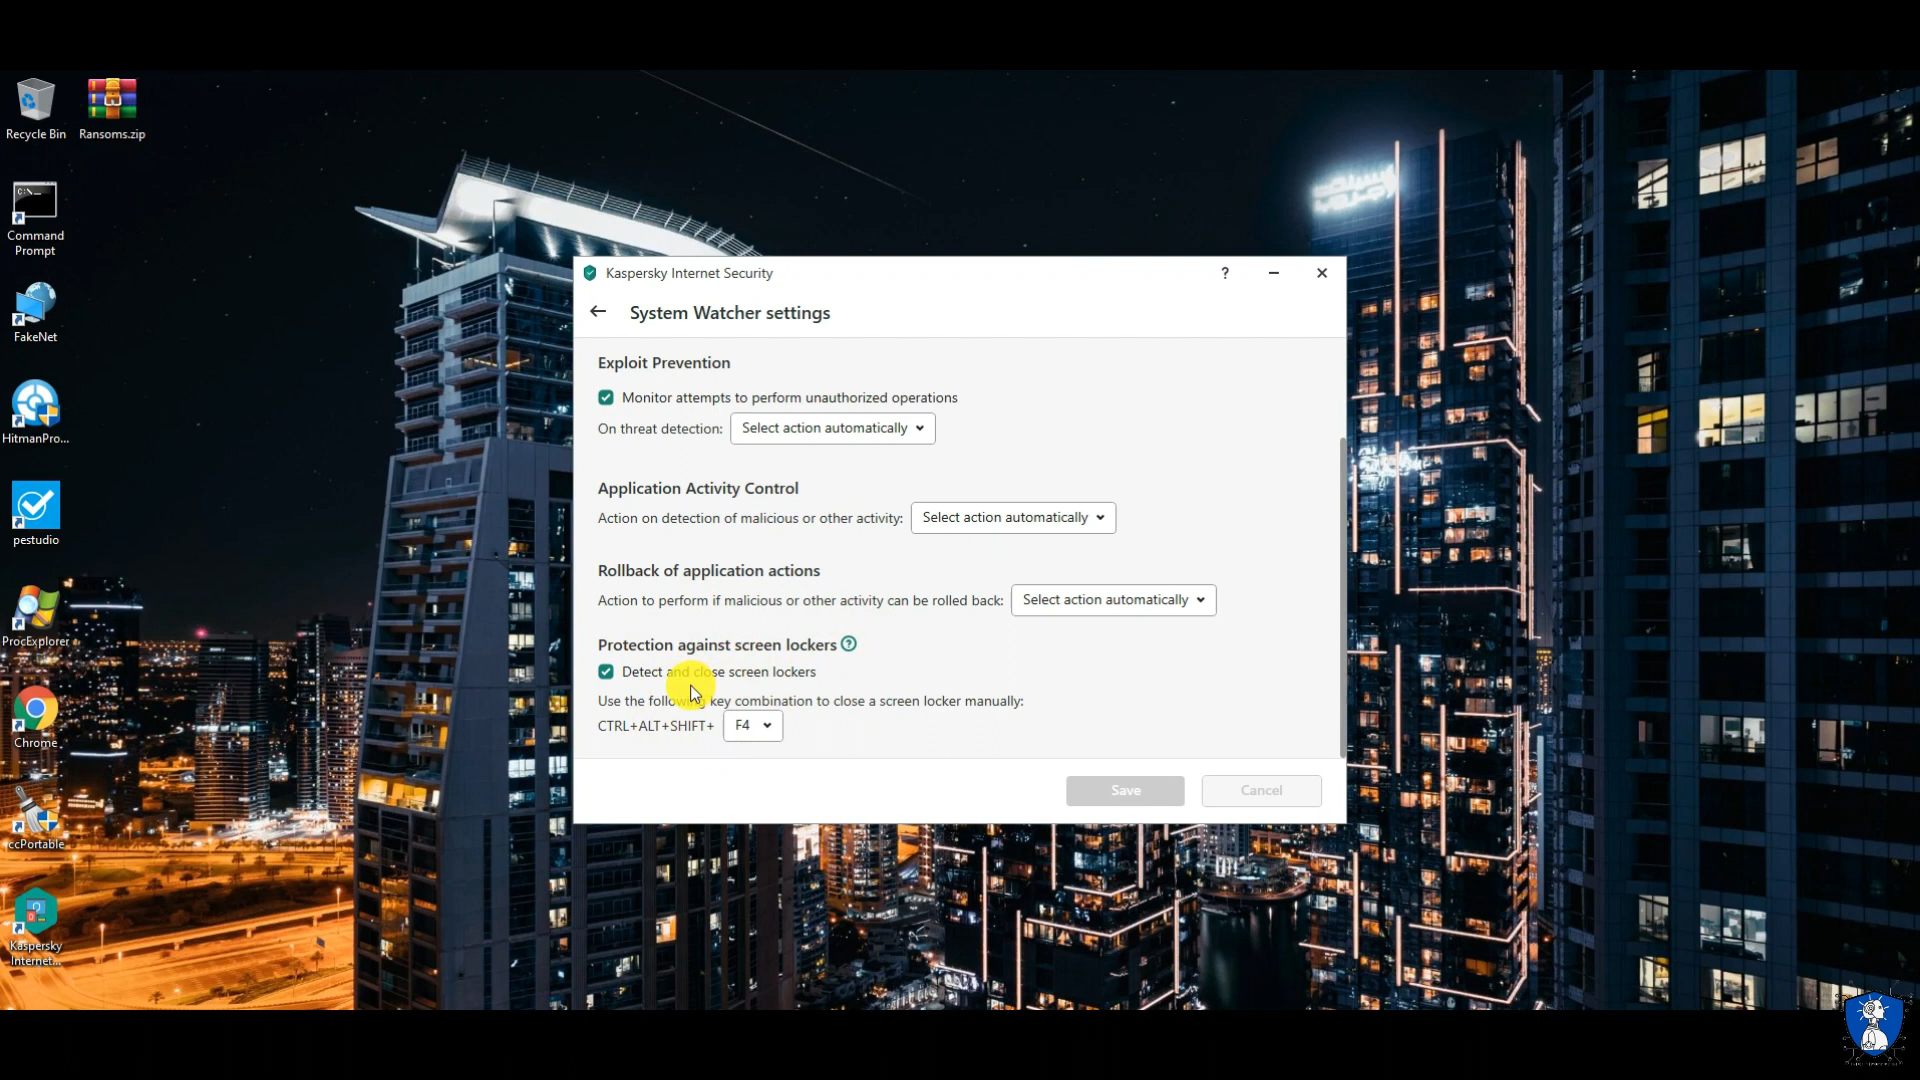 Recycle Bin
Ransoms.zip
Command
Prompt
FakeNet
HitmanPro...
pestudio
ProcExplorer
Chrome
ccPortable
Kaspersky
Internet...
Kaspersky Internet Security
?
System Watcher settings
Exploit Prevention
Monitor attempts to perform unauthorized operations
On threat detection: Select action automatically
Application Activity Control
Action on detection of malicious or other activity: Select action automatically
Rollback of application actions
Action to perform if malicious or other activity can be rolled back: Select action automatically
Protection against screen lockers ?
Detect and close screen lockers
Use the following key combination to close a screen locker manually:
CTRL+ALT+SHIFT+ F4
Save
Cancel